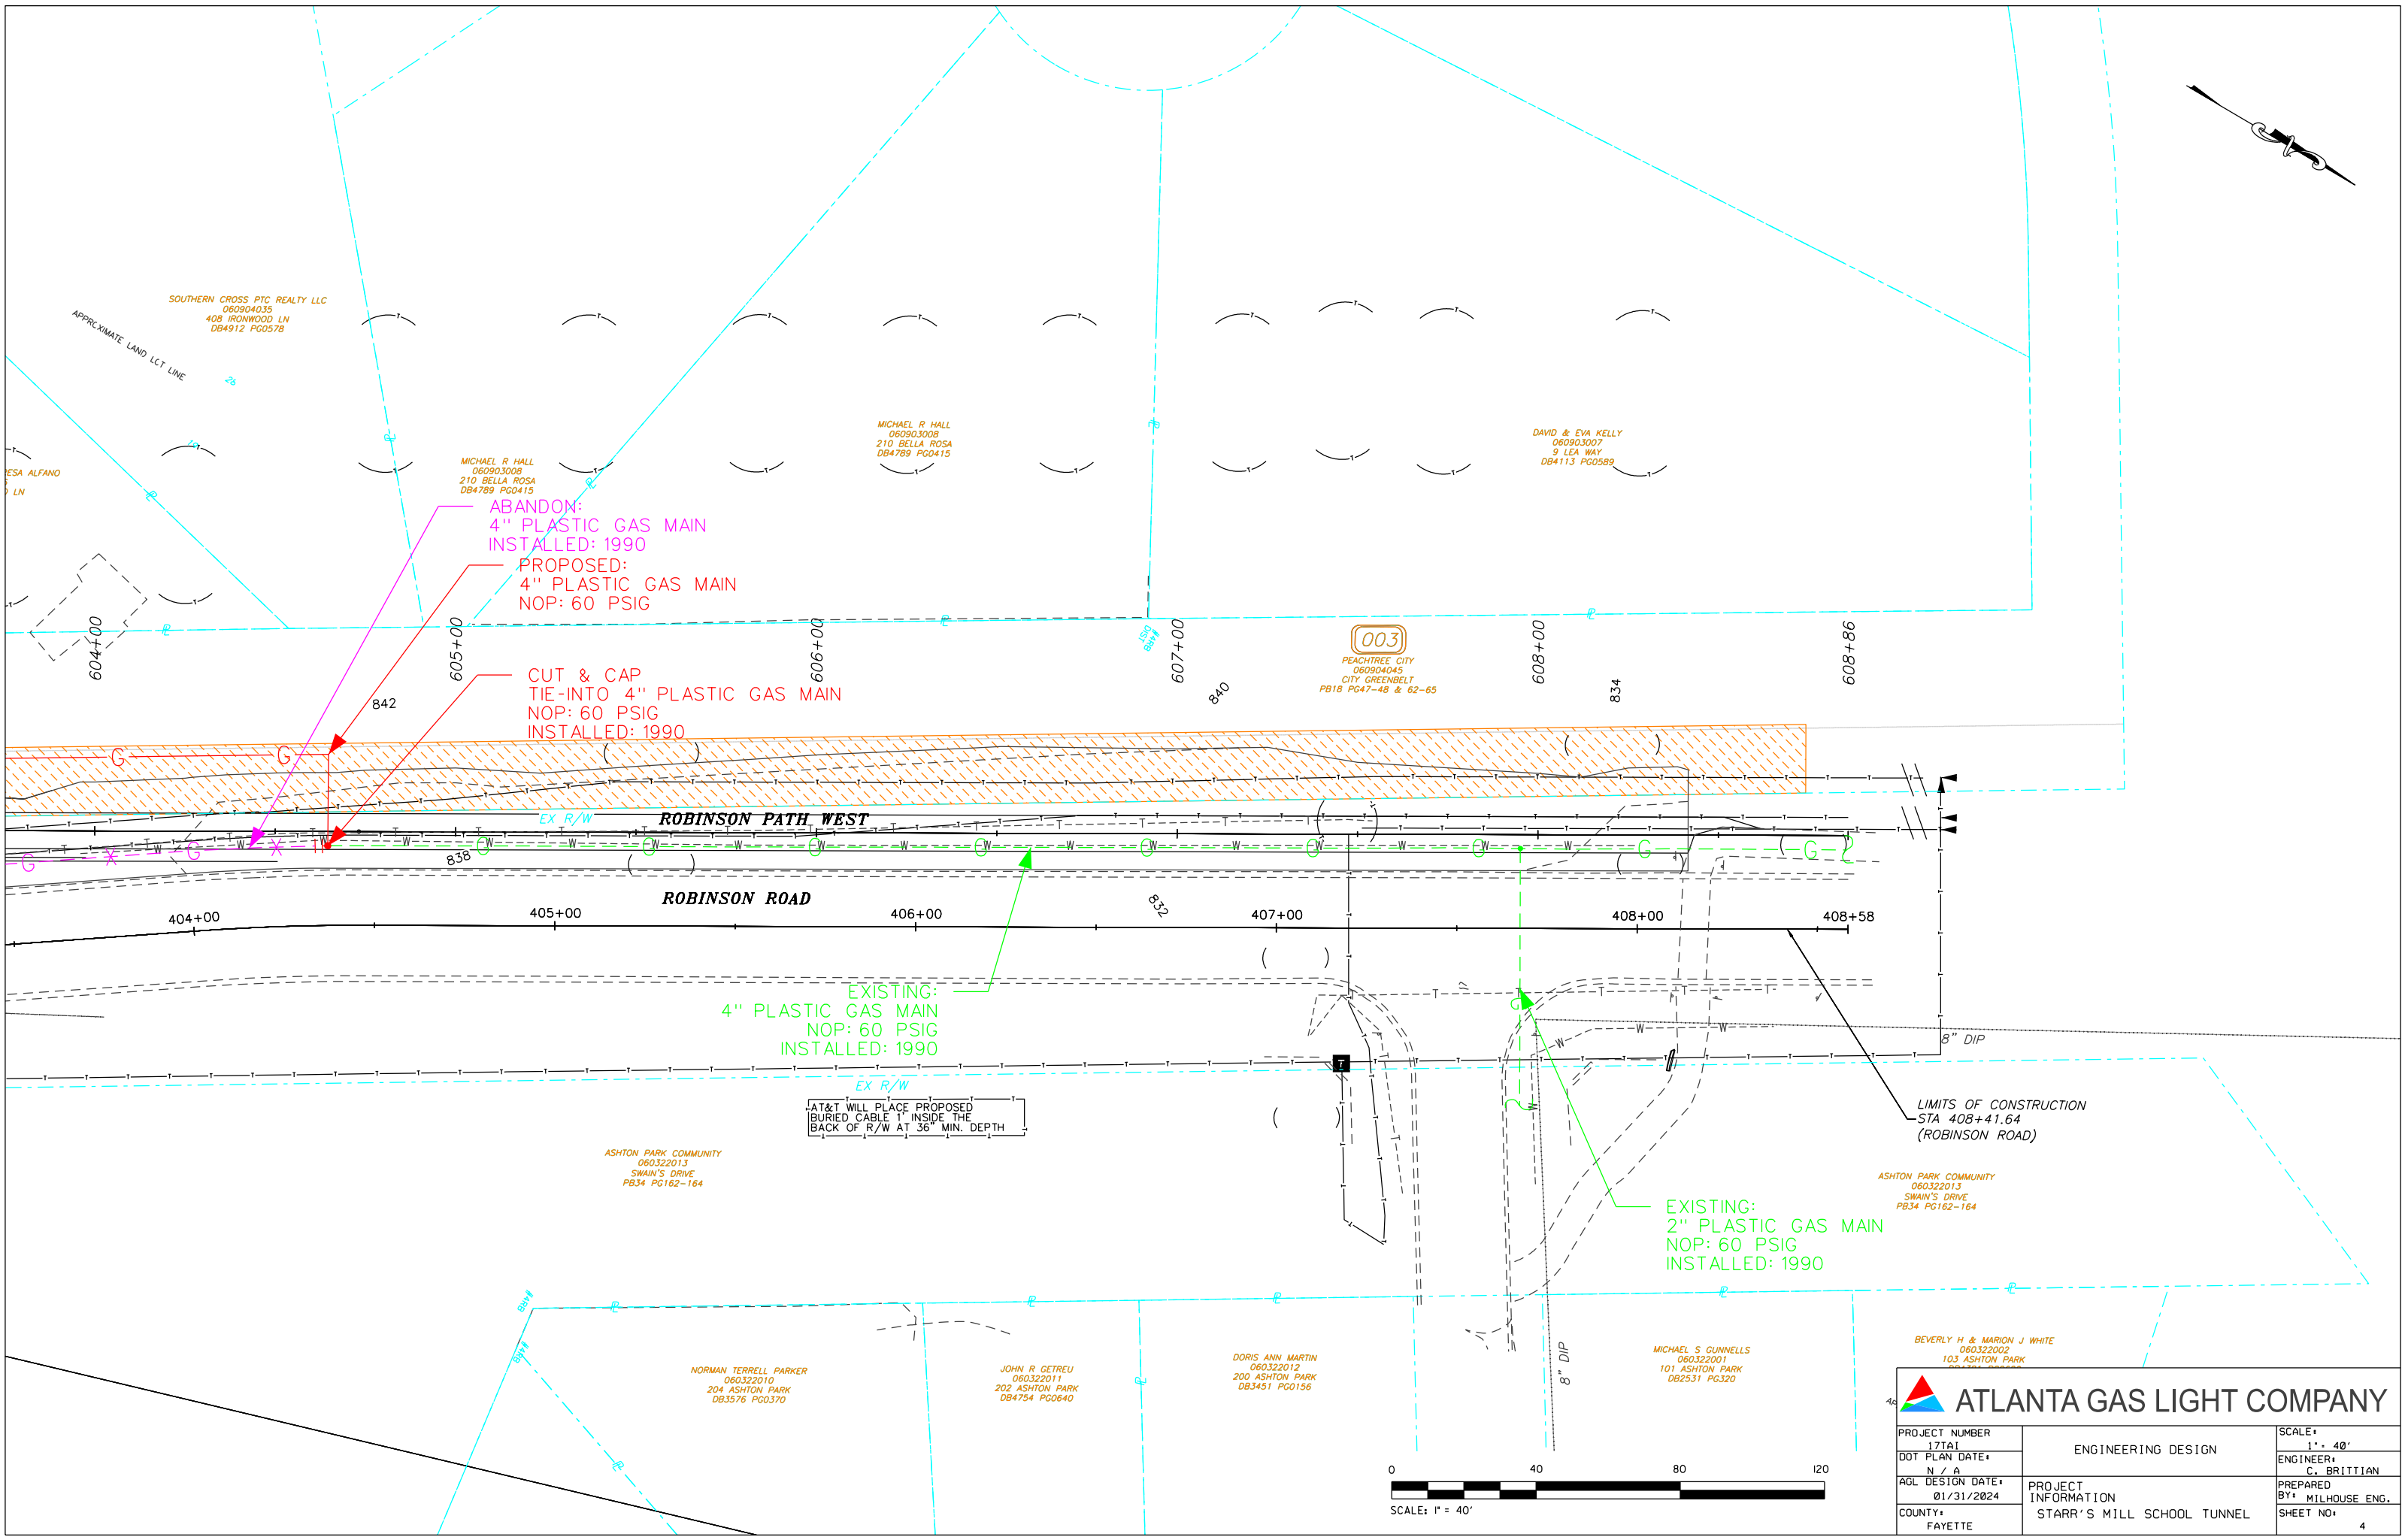 SOUTHERN CROSS PTC REALTY LLC
060904035
408 IRONWOOD LN
DB4912 PG0578
APPROXIMATE LAND LOT LINE
26
ESA ALFANO
LN
MICHAEL R HALL
060903008
210 BELLA ROSA
DB4789 PG0415
MICHAEL R HALL
060903008
210 BELLA ROSA
DB4789 PG0415
DAVID & EVA KELLY
060903007
9 LEA WAY
DB4113 PG0589
ABANDON:
4" PLASTIC GAS MAIN
INSTALLED: 1990
PROPOSED:
4" PLASTIC GAS MAIN
NOP: 60 PSIG
CUT & CAP
TIE-INTO 4" PLASTIC GAS MAIN
NOP: 60 PSIG
INSTALLED: 1990
604+00
605+00
606+00
607+00
608+00
608+86
003
PEACHTREE CITY
060904045
CITY GREENBELT
PB18 PG47-48 & 62-65
842
840
834
EX R/W
ROBINSON PATH WEST
838
ROBINSON ROAD
832
404+00
405+00
406+00
407+00
408+00
408+58
EXISTING:
4" PLASTIC GAS MAIN
NOP: 60 PSIG
INSTALLED: 1990
EX R/W
AT&T WILL PLACE PROPOSED
BURIED CABLE 1' INSIDE THE
BACK OF R/W AT 36" MIN. DEPTH
8" DIP
LIMITS OF CONSTRUCTION
STA 408+41.64
(ROBINSON ROAD)
ASHTON PARK COMMUNITY
060322013
SWAIN'S DRIVE
PB34 PG162-164
ASHTON PARK COMMUNITY
060322013
SWAIN'S DRIVE
PB34 PG162-164
EXISTING:
2" PLASTIC GAS MAIN
NOP: 60 PSIG
INSTALLED: 1990
NORMAN TERRELL PARKER
060322010
204 ASHTON PARK
DB3576 PG0370
JOHN R GETREU
060322011
202 ASHTON PARK
DB4754 PG0640
DORIS ANN MARTIN
060322012
200 ASHTON PARK
DB3451 PG0156
8" DIP
MICHAEL S GUNNELLS
060322001
101 ASHTON PARK
DB2531 PG320
BEVERLY H & MARION J WHITE
060322002
103 ASHTON PARK
0 40 80 120
SCALE: 1" = 40'
ATLANTA GAS LIGHT COMPANY
PROJECT NUMBER
17TAI
DOT PLAN DATE:
N / A
AGL DESIGN DATE:
01/31/2024
COUNTY:
FAYETTE
ENGINEERING DESIGN
PROJECT
INFORMATION
STARR'S MILL SCHOOL TUNNEL
SCALE:
1"= 40'
ENGINEER:
C. BRITTIAN
PREPARED
BY: MILHOUSE ENG.
SHEET NO:
4